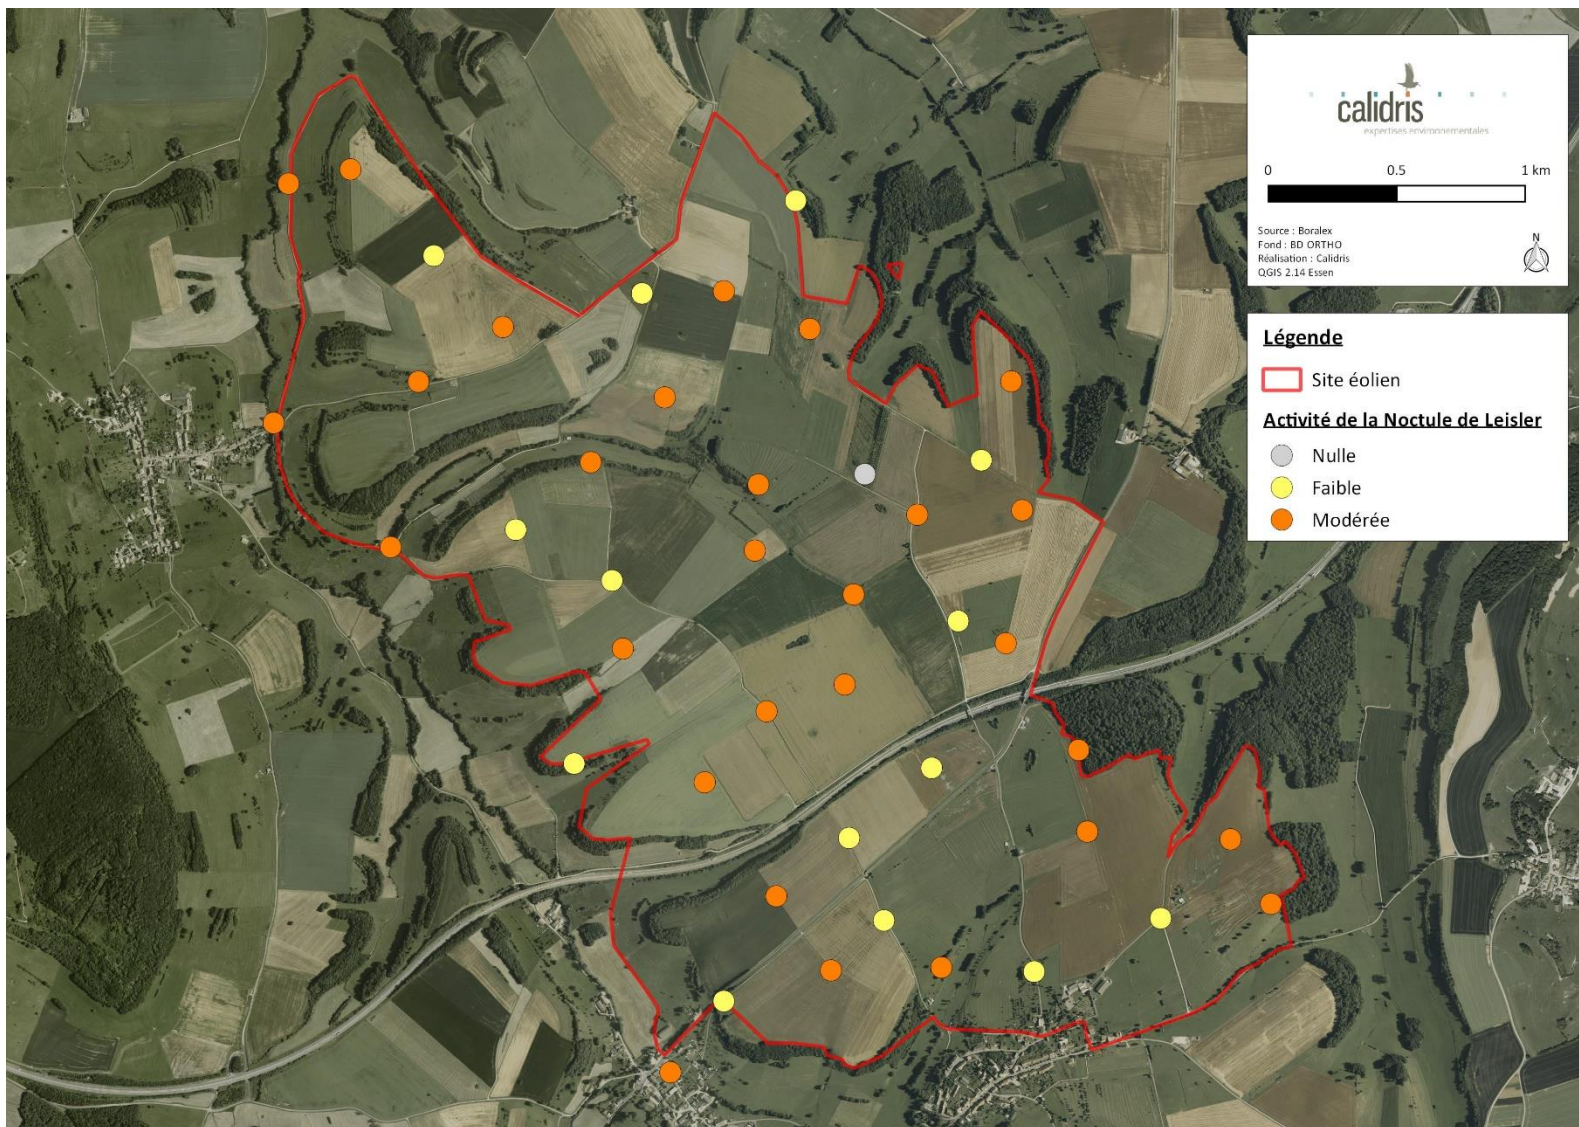 calidris
expertises environnementales
0 0.5 1 km
Source : Boralex
Fond : BD ORTHO
Réalisation : Calidris
QGIS 2.14 Essen
N
Légende
Site éolien
Activité de la Noctule de Leisler
Nulle
Faible
Modérée